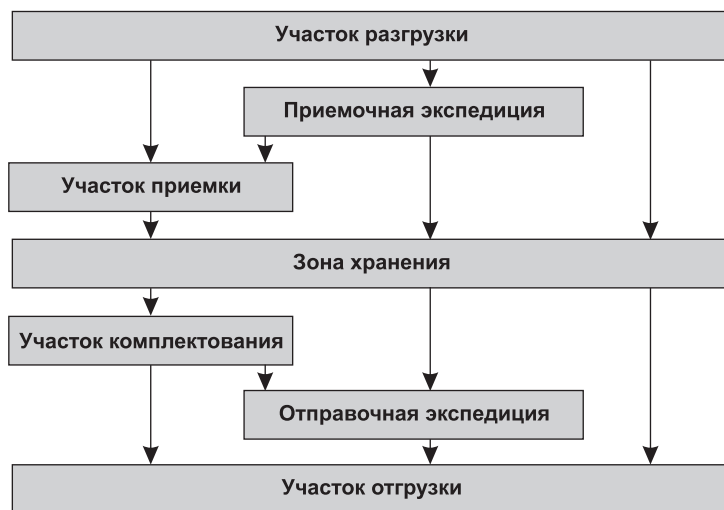 Участок разгрузки
Приемочная экспедиция
Участок приемки
Зона хранения
Участок комплектования
Отправочная экспедиция
Участок отгрузки